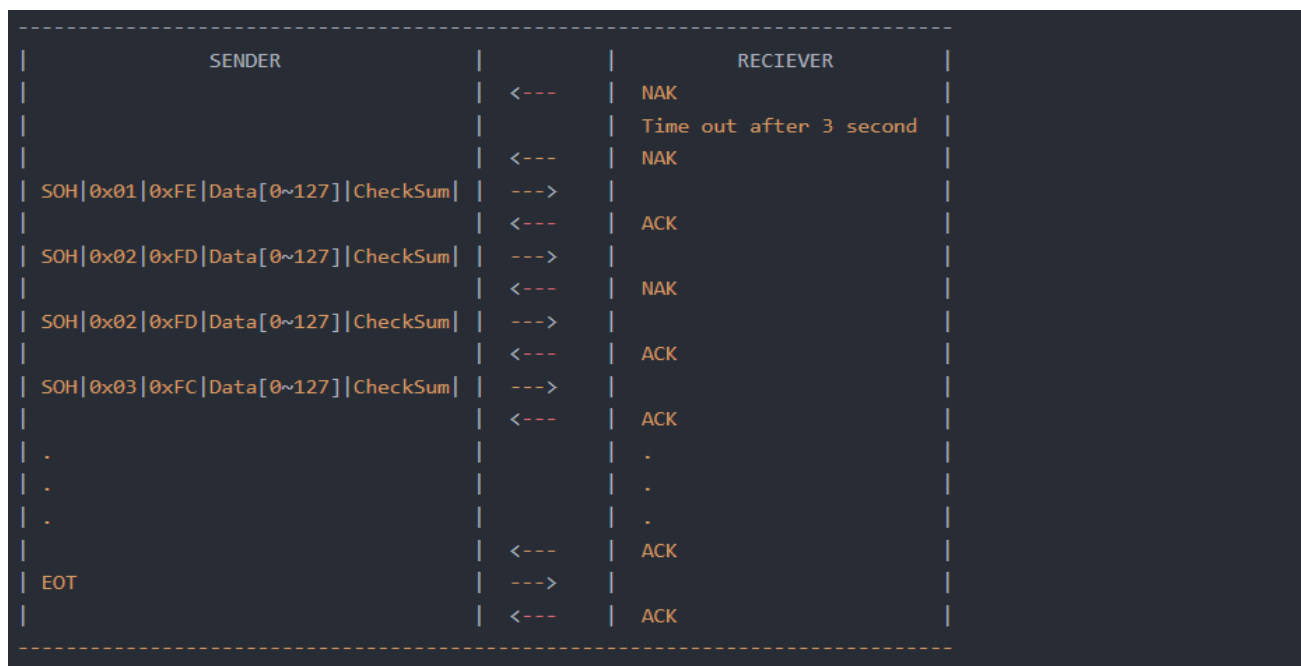 -------------------------------------------------------------------------------
|               SENDER                |          |          RECIEVER         |
|                                     |  <---    |  NAK                      |
|                                     |          |  Time out after 3 second  |
|                                     |  <---    |  NAK                      |
| SOH|0x01|0xFE|Data[0~127]|CheckSum| |  --->    |                           |
|                                     |  <---    |  ACK                      |
| SOH|0x02|0xFD|Data[0~127]|CheckSum| |  --->    |                           |
|                                     |  <---    |  NAK                      |
| SOH|0x02|0xFD|Data[0~127]|CheckSum| |  --->    |                           |
|                                     |  <---    |  ACK                      |
| SOH|0x03|0xFC|Data[0~127]|CheckSum| |  --->    |                           |
|                                     |  <---    |  ACK                      |
| .                                   |          |  .                        |
| .                                   |          |  .                        |
| .                                   |          |  .                        |
|                                     |  <---    |  ACK                      |
| EOT                                 |  --->    |                           |
|                                     |  <---    |  ACK                      |
-------------------------------------------------------------------------------